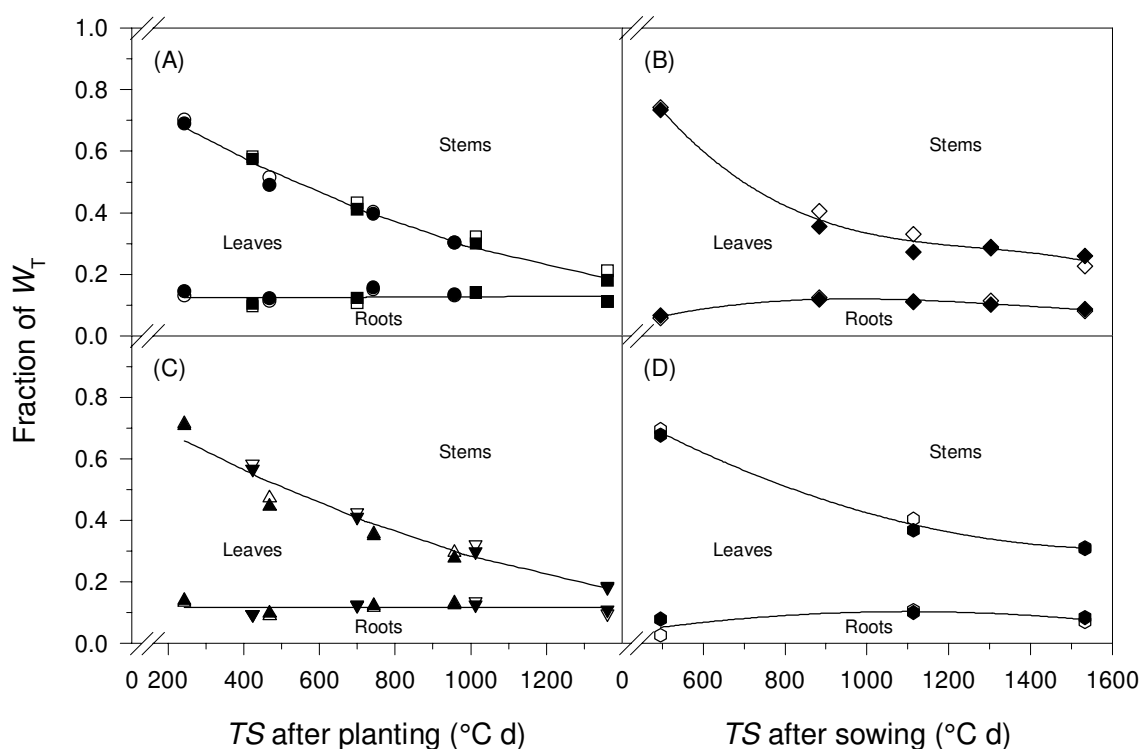 1.0
(A)
(B)
0.8
0.6
Stems
Stems
0.4
Leaves
Leaves
0.2
Roots
Roots
0.0
(C)
(D)
0.8
0.6
Stems
Stems
0.4
Leaves
Leaves
0.2
Roots
Roots
0.0
0 200 400 600 800 1000 1200 0 600 800 1000 1200 1400 1600
Fraction of W_T
TS after planting (°C d)
TS after sowing (°C d)